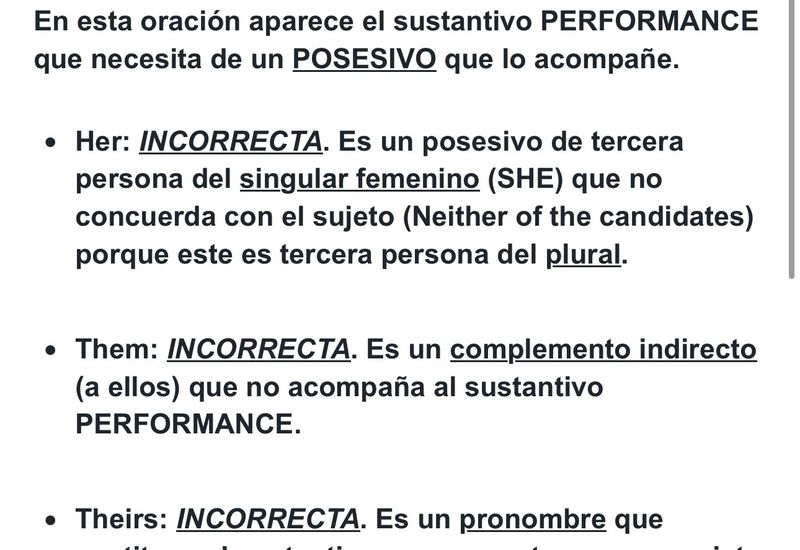 En esta oración aparece el sustantivo PERFORMANCE
que necesita de un POSESIVO que lo acompañe.
• Her: INCORRECTA. Es un posesivo de tercera
persona del singular femenino (SHE) que no
concuerda con el sujeto (Neither of the candidates)
porque este es tercera persona del plural.
• Them: INCORRECTA. Es un complemento indirecto
(a ellos) que no acompaña al sustantivo
PERFORMANCE.
• Theirs: INCORRECTA. Es un pronombre que